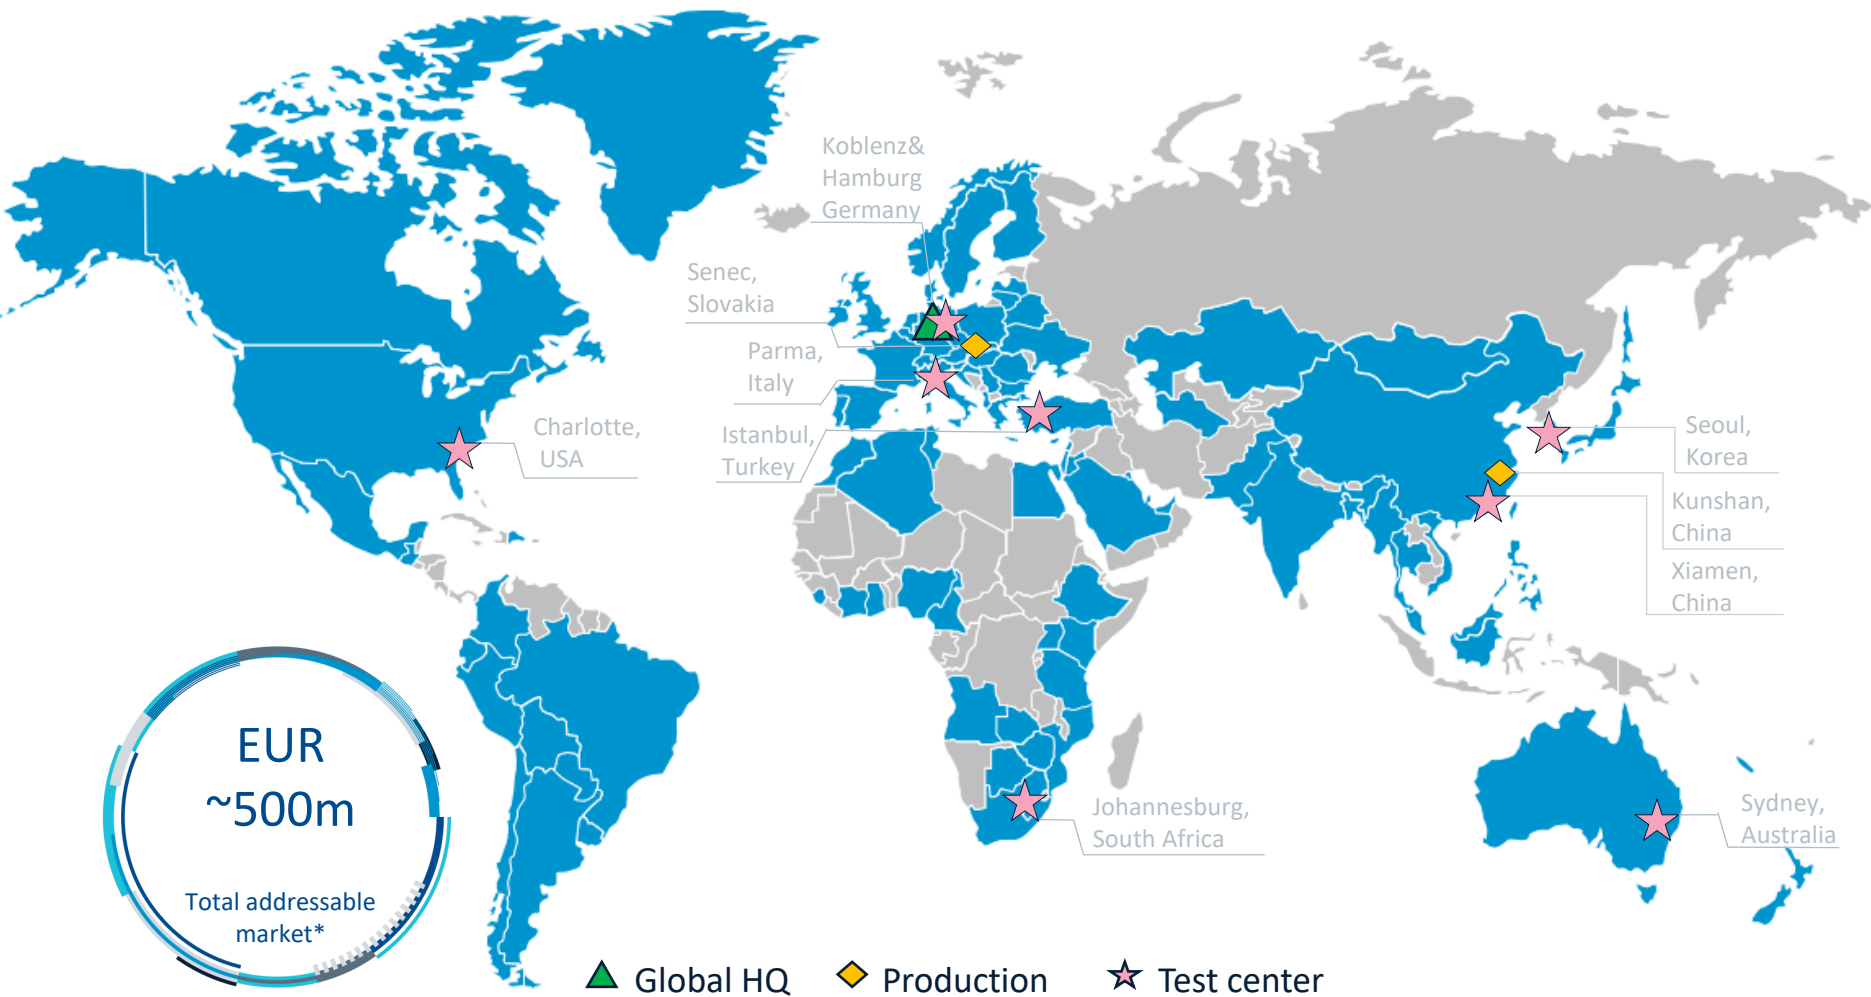 Koblenz&
Hamburg
Germany
Senec,
Slovakia
Parma,
Italy
Istanbul,
Turkey
Charlotte,
USA
Seoul,
Korea
Kunshan,
China
Xiamen,
China
Johannesburg,
South Africa
Sydney,
Australia
EUR
~500m
Total addressable
market*
Global HQ
Production
Test center